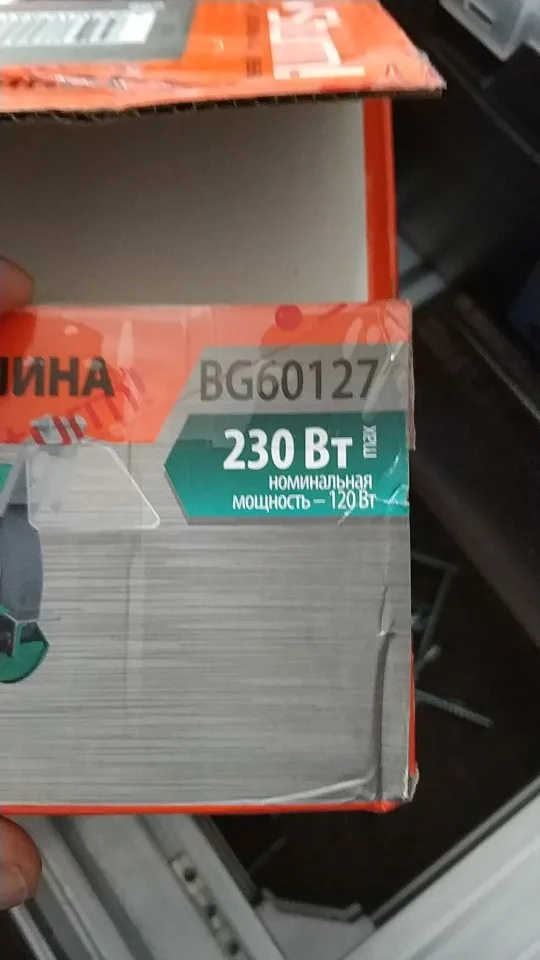 ШИНА
BG60127
230 Вт max
номинальная
мощность – 120 Вт